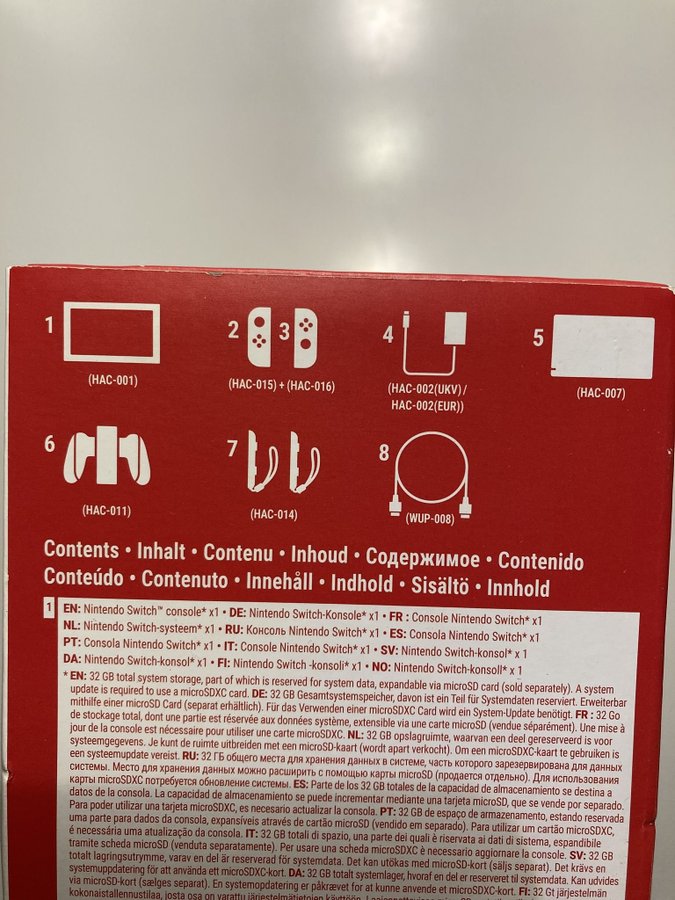 1
(HAC-001)
2
3
(HAC-015) + (HAC-016)
4
(HAC-002(UKV) /
HAC-002(EUR))
5
(HAC-007)
6
(HAC-011)
7
(HAC-014)
8
(WUP-008)
Contents • Inhalt • Contenu • Inhoud • Содержимое • Contenido
Conteúdo • Contenuto • Innehåll • Indhold • Sisältö • Innhold
1
EN: Nintendo Switch™ console* x1 • DE: Nintendo Switch-Konsole* x1 • FR : Console Nintendo Switch* x1
NL: Nintendo Switch-systeem* x1 • RU: Консоль Nintendo Switch* x1 • ES: Consola Nintendo Switch* x1
PT: Consola Nintendo Switch* x1 • IT: Console Nintendo Switch* x 1 • SV: Nintendo Switch-konsol* x 1
DA: Nintendo Switch-konsol* x1 • FI: Nintendo Switch -konsoli* x1 • NO: Nintendo Switch-konsoll* x 1
* EN: 32 GB total system storage, part of which is reserved for system data, expandable via microSD card (sold separately). A system
update is required to use a microSDXC card. DE: 32 GB Gesamtsystemspeicher, davon ist ein Teil für Systemdaten reserviert. Erweiterbar
mithilfe einer microSD-Karte (separat erhältlich). Für das Verwenden einer microSDXC Card wird ein System-Update benötigt. FR : 32 Go
de stockage total, dont une partie est réservée aux données système, extensible via une carte microSD (vendue séparément). Une mise à
jour de la console est nécessaire pour utiliser une carte microSDXC. NL: 32 GB opslagruimte, waarvan een deel gereserveerd is voor
systeemgegevens. Je kunt de ruimte uitbreiden met een microSD-kaart (wordt apart verkocht). Om een microSDXC-kaart te gebruiken is
een systeemupdate vereist. RU: 32 ГБ общего места для хранения данных в системе, часть которого зарезервирована для данных
системы. Место для хранения данных можно расширить с помощью карты microSD (продается отдельно). Для использования
карты microSDXC потребуется обновление системы. ES: Parte de los 32 GB totales de la capacidad de almacenamiento se destina a
datos de la consola. La capacidad de almacenamiento se puede incrementar mediante una tarjeta microSD, que se vende por separado.
Para poder utilizar una tarjeta microSDXC, es necesario actualizar la consola. PT: 32 GB de espaço de armazenamento, estando reservada
uma parte para dados da consola, expansíveis através de cartão microSD (vendido em separado). Para utilizar um cartão microSDXC,
é necessária uma atualização da consola. IT: 32 GB totali di spazio, una parte dei quali è riservata ai dati di sistema, espandibile
tramite scheda microSD (venduta separatamente). Per usare una scheda microSDXC è necessario aggiornare la console. SV: 32 GB
totalt lagringsutrymme, varav en del är reserverad för systemdata. Det kan utökas med microSD-kort (säljs separat). Det krävs en
systemuppdatering för att använda ett microSDXC-kort. DA: 32 GB totalt systemlager, hvoraf en del er reserveret til systemdata. Kan udvides
via microSD-kort (sælges separat). En systemopdatering er påkrævet for at kunne anvende et microSDXC-kort. FI: 32 Gt järjestelmän
kokonaistallennustilaa, josta osa on varattu järjestelmätietojen käyttöön.